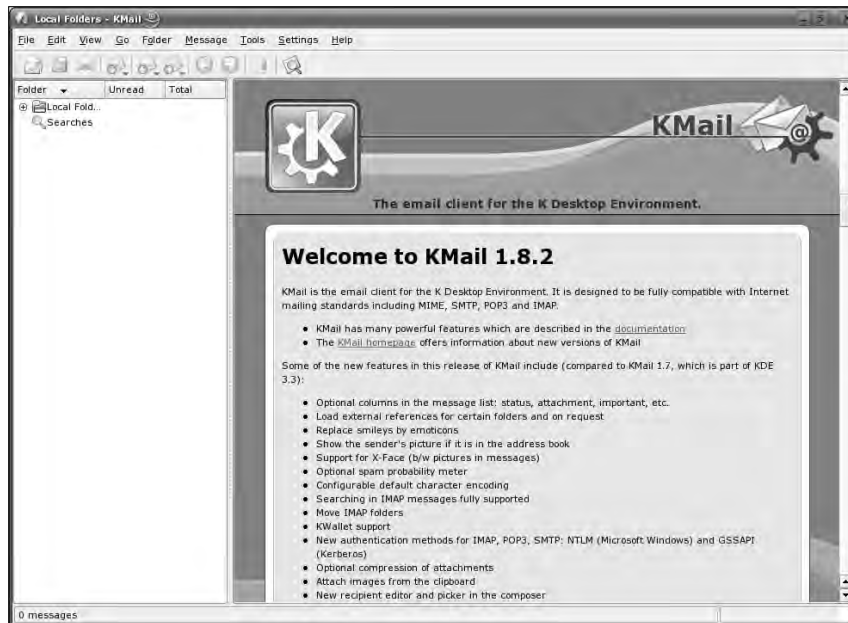 Local Folders - KMail
File Edit View Go Folder Message Tools Settings Help
Folder Unread Total
Local Fold...
Searches
KMail
The email client for the K Desktop Environment.
Welcome to KMail 1.8.2
KMail is the email client for the K Desktop Environment. It is designed to be fully compatible with Internet
mailing standards including MIME, SMTP, POP3 and IMAP.
• KMail has many powerful features which are described in the documentation
• The KMail homepage offers information about new versions of KMail
Some of the new features in this release of KMail include (compared to KMail 1.7, which is part of KDE
3.3):
• Optional columns in the message list: status, attachment, important, etc.
• Load external references for certain folders and on request
• Replace smileys by emoticons
• Show the sender's picture if it is in the address book
• Support for X-Face (b/w pictures in messages)
• Optional spam probability meter
• Configurable default character encoding
• Searching in IMAP messages fully supported
• Move IMAP folders
• KWallet support
• New authentication methods for IMAP, POP3, SMTP: NTLM (Microsoft Windows) and GSSAPI
(Kerberos)
• Optional compression of attachments
• Attach images from the clipboard
• New recipient editor and picker in the composer
0 messages